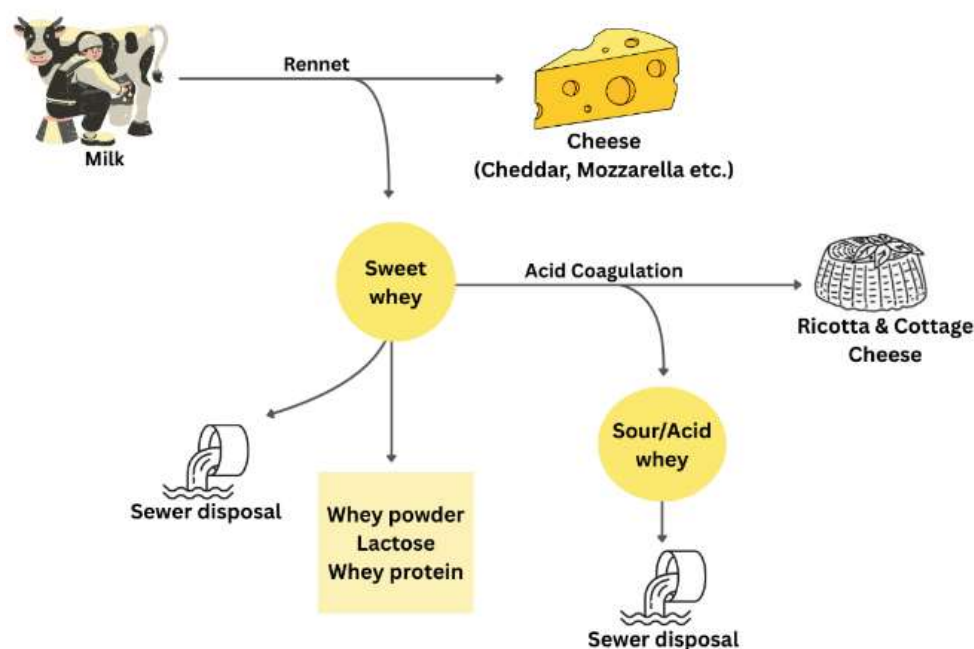 Rennet
Milk
Cheese
(Cheddar, Mozzarella etc.)
Sweet
whey
Acid Coagulation
Ricotta & Cottage
Cheese
Sour/Acid
whey
Sewer disposal
Whey powder
Lactose
Whey protein
Sewer disposal